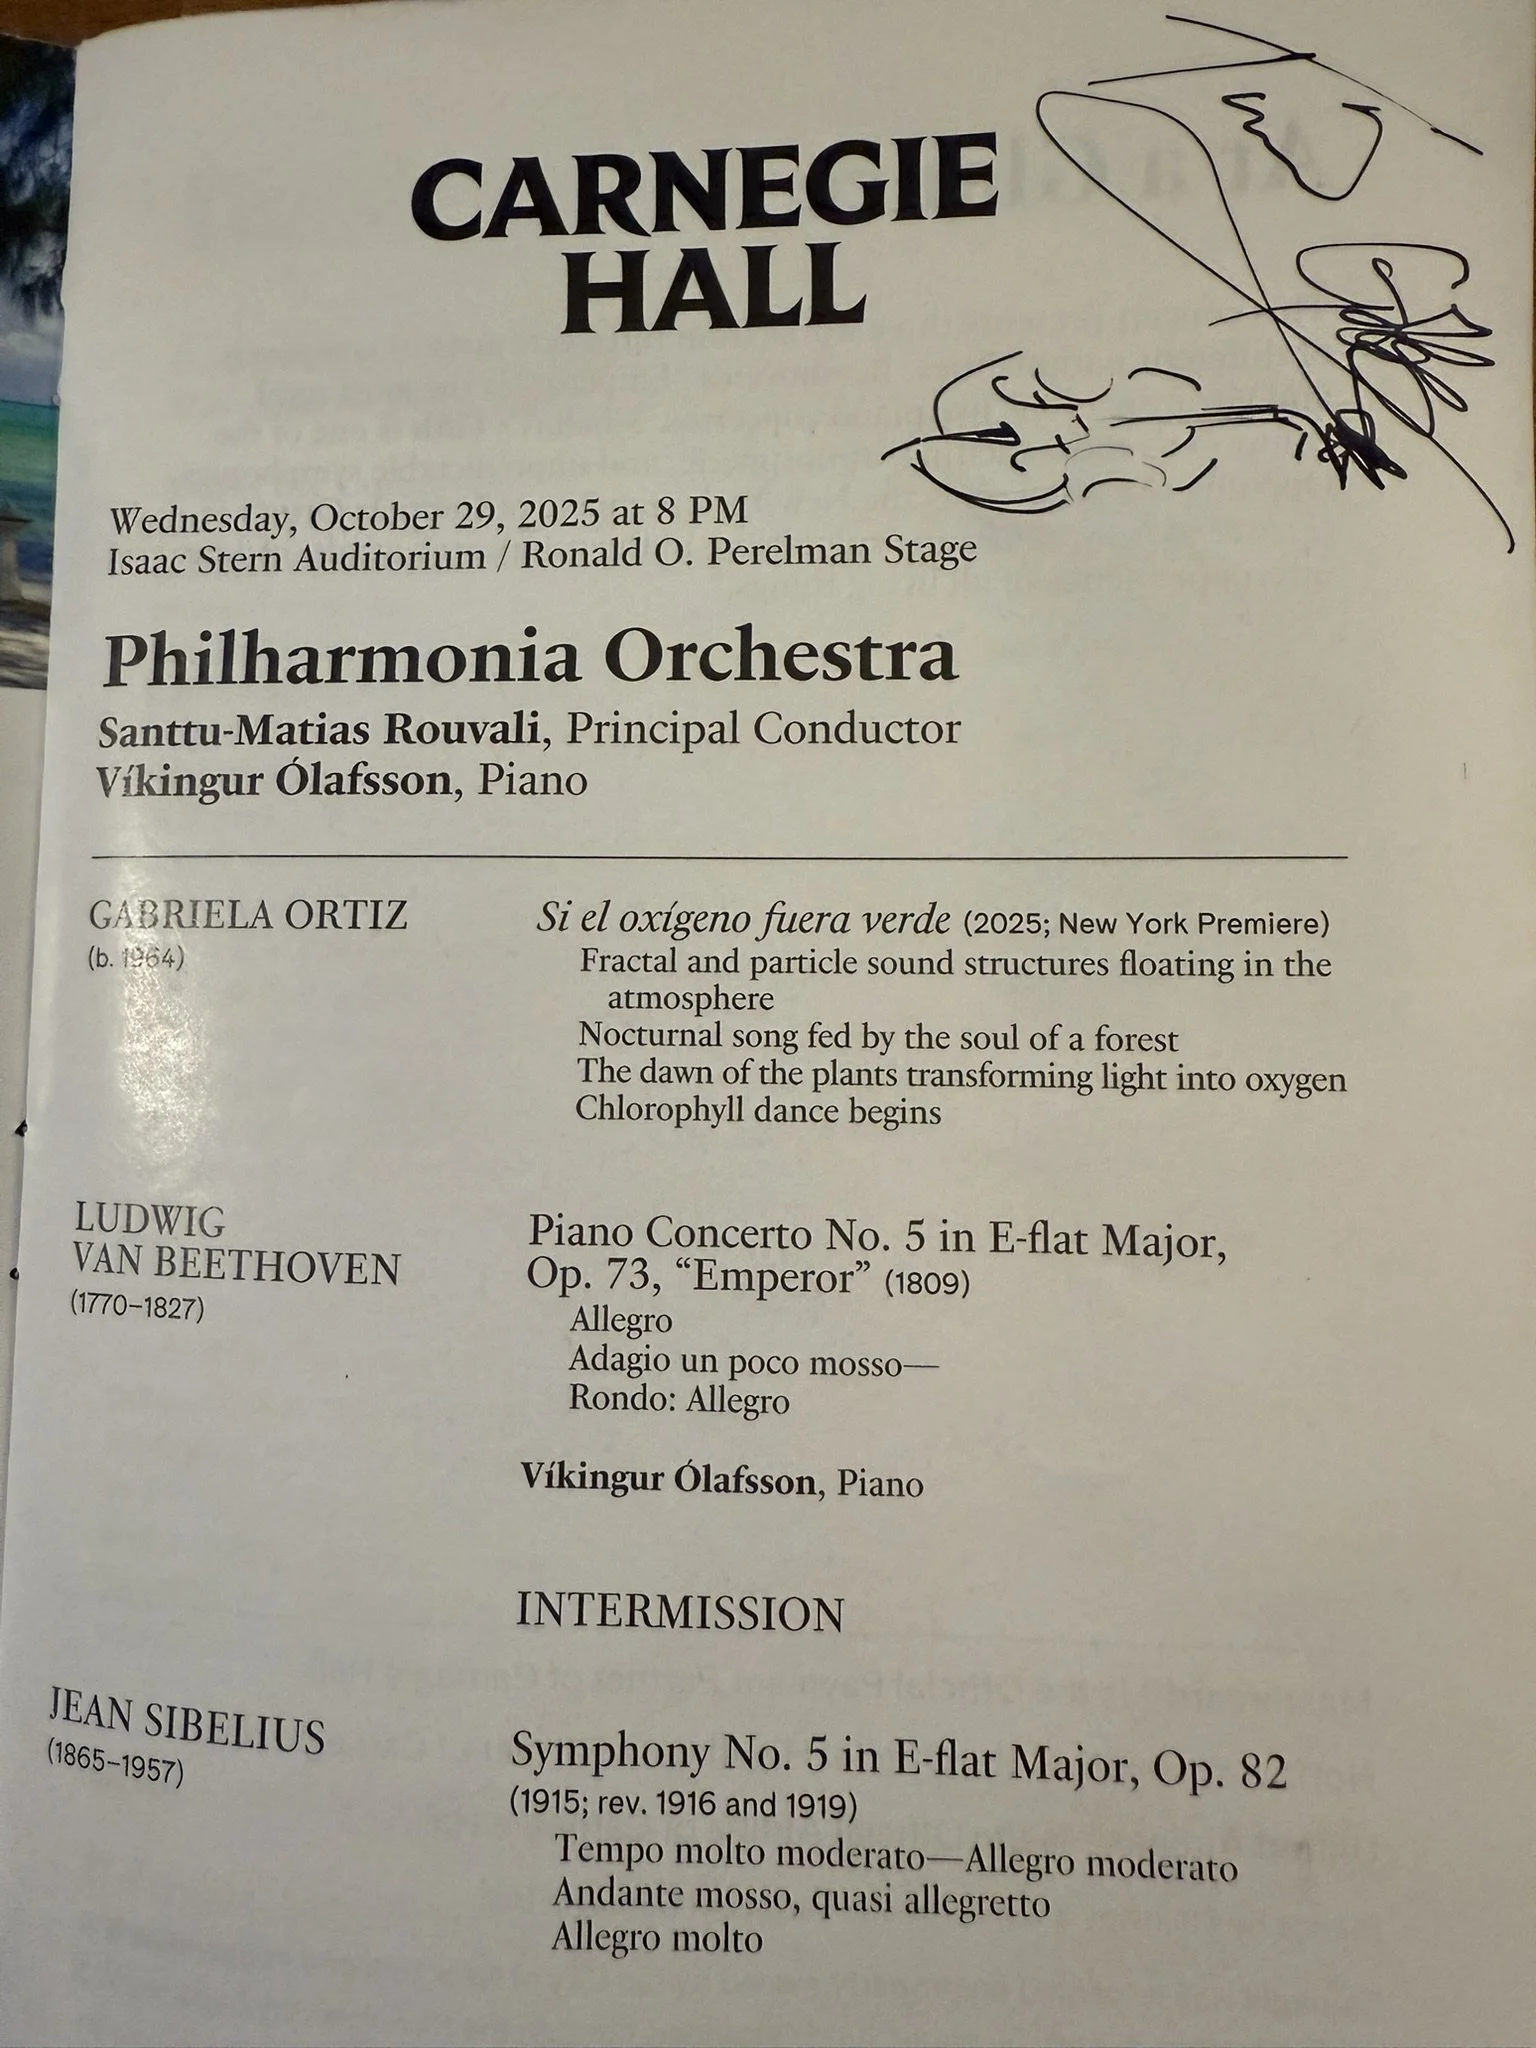 CARNEGIE
HALL
Wednesday, October 29, 2025 at 8 PM
Isaac Stern Auditorium / Ronald O. Perelman Stage
Philharmonia Orchestra
Santtu-Matias Rouvali, Principal Conductor
Víkingur Ólafsson, Piano
GABRIELA ORTIZ
(b. 1964)
Si el oxígeno fuera verde (2025; New York Premiere)
Fractal and particle sound structures floating in the
atmosphere
Nocturnal song fed by the soul of a forest
The dawn of the plants transforming light into oxygen
Chlorophyll dance begins
LUDWIG
VAN BEETHOVEN
(1770–1827)
Piano Concerto No. 5 in E-flat Major,
Op. 73, “Emperor” (1809)
Allegro
Adagio un poco mosso—
Rondo: Allegro
Víkingur Ólafsson, Piano
INTERMISSION
JEAN SIBELIUS
(1865–1957)
Symphony No. 5 in E-flat Major, Op. 82
(1915; rev. 1916 and 1919)
Tempo molto moderato—Allegro moderato
Andante mosso, quasi allegretto
Allegro molto